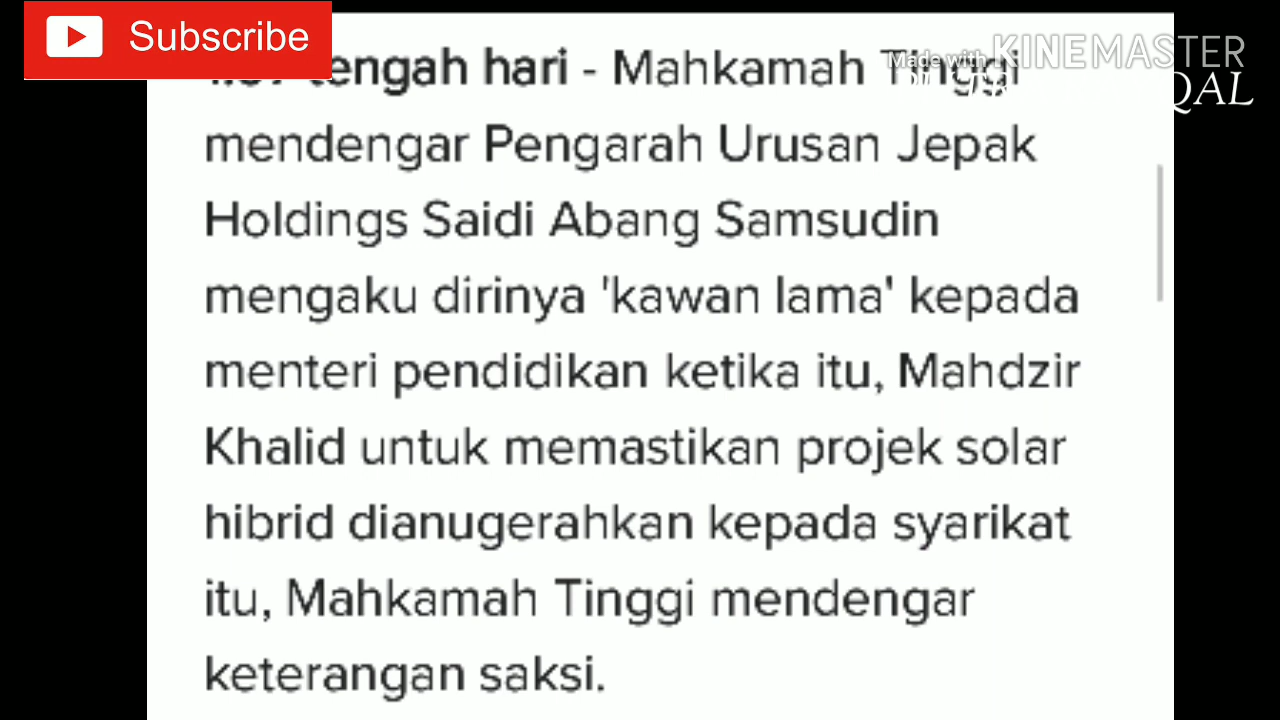 Subscribe
Made with KINEMASTER
tengah hari - Mahkamah Tinggi
mendengar Pengarah Urusan Jepak
Holdings Saidi Abang Samsudin
mengaku dirinya 'kawan lama' kepada
menteri pendidikan ketika itu, Mahdzir
Khalid untuk memastikan projek solar
hibrid dianugerahkan kepada syarikat
itu, Mahkamah Tinggi mendengar
keterangan saksi.